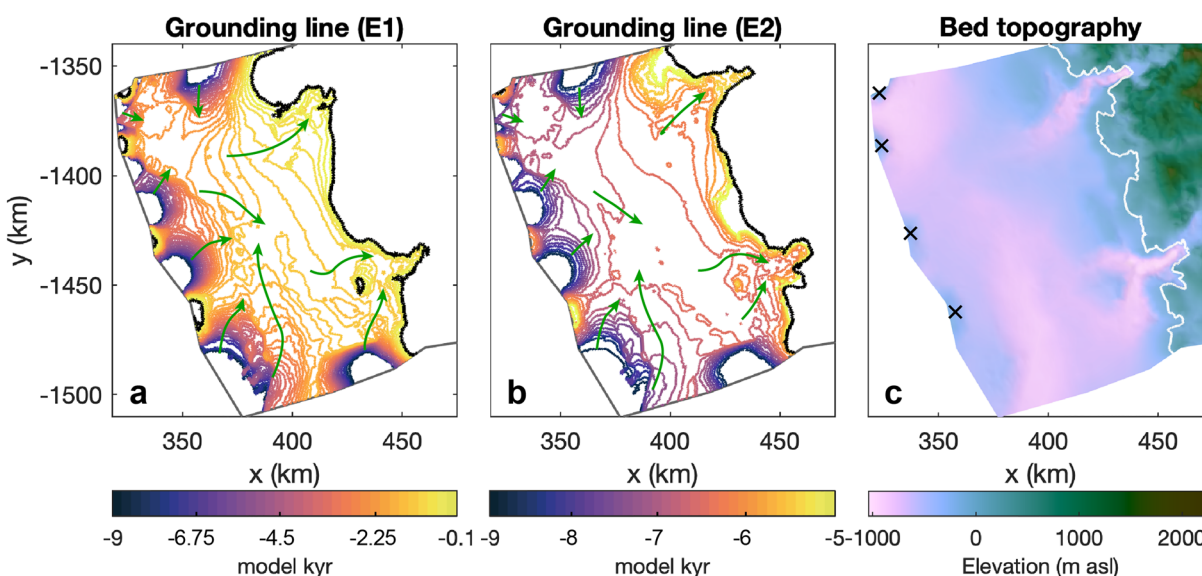 Grounding line (E1)
Grounding line (E2)
Bed topography
y (km)
-1350
-1400
-1450
-1500
a
b
c
350 400 450
350 400 450
350 400 450
x (km)
x (km)
x (km)
-9 -6.75 -4.5 -2.25 -0.1
-9 -8 -7 -6 -5
-1000 0 1000 2000
model kyr
model kyr
Elevation (m asl)